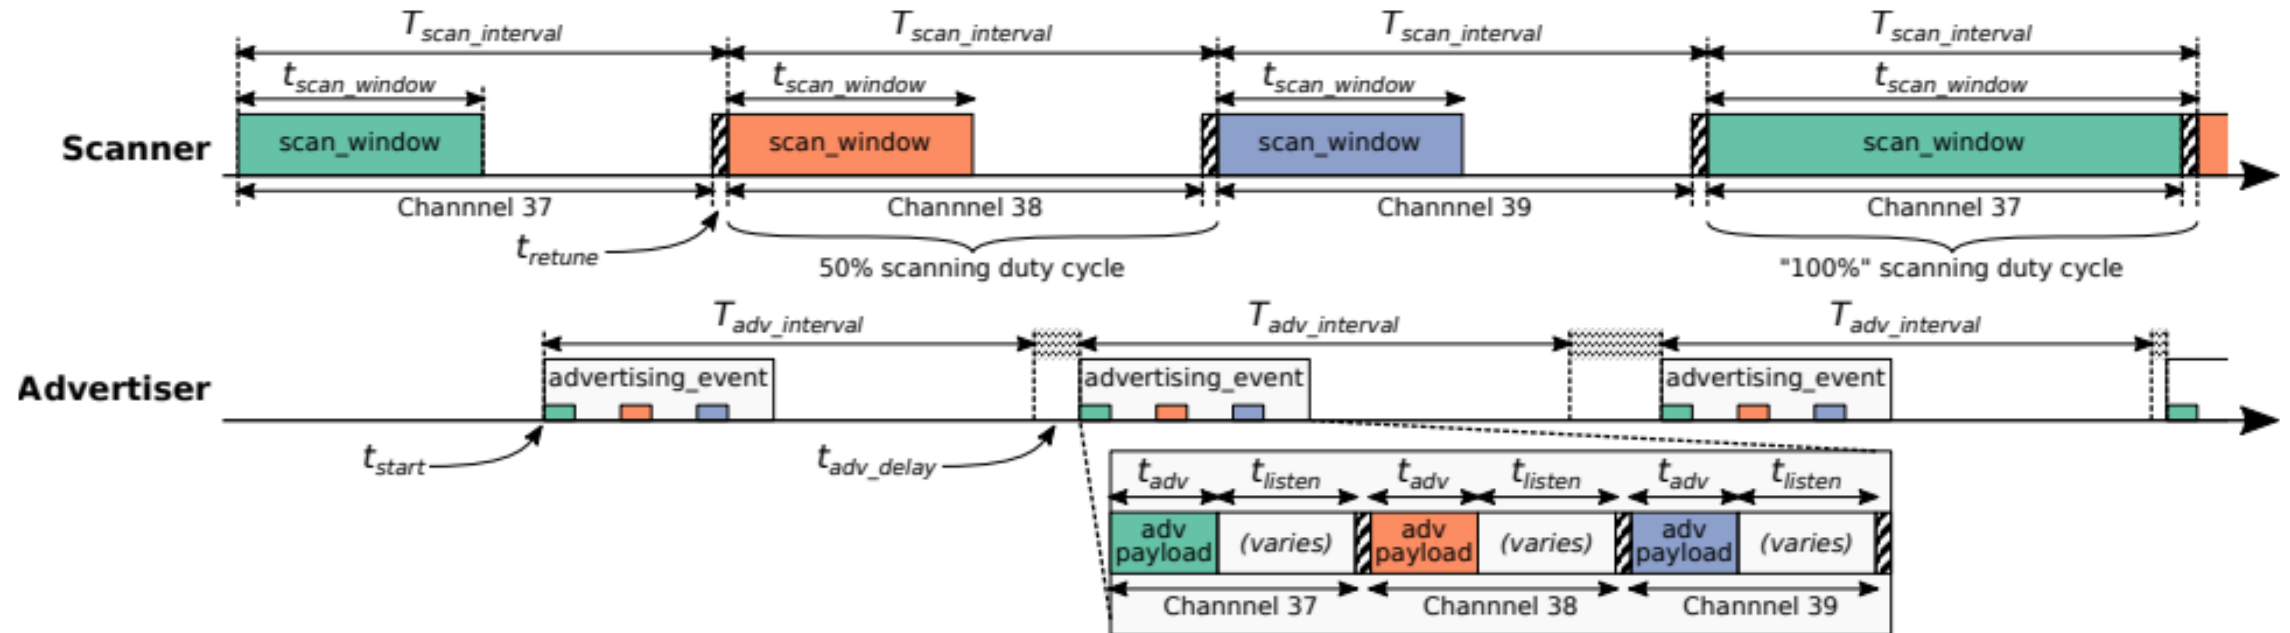 T_scan_interval T_scan_interval T_scan_interval T_scan_interval
t_scan_window t_scan_window t_scan_window t_scan_window
Scanner scan_window scan_window scan_window scan_window
Channnel 37 Channnel 38 Channnel 39 Channnel 37
t_retune
50% scanning duty cycle "100%" scanning duty cycle
T_adv_interval T_adv_interval T_adv_interval
Advertiser advertising_event advertising_event advertising_event
t_start t_adv_delay
t_adv t_listen t_adv t_listen t_adv t_listen
adv payload (varies) adv payload (varies) adv payload (varies)
Channnel 37 Channnel 38 Channnel 39